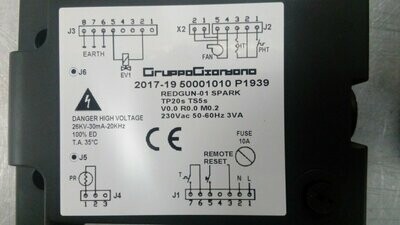 8 7 6 5 4 3 2 1
J3
EARTH
EV1
X2
2
1
5 4 3 2 1
J2
FAN
HT
PHT
J6
GruppoGiordano
2017-19 50001010 P1939
REDGUN-01 SPARK
TP20s TS5s
V0.0 R0.0 M0.2
230Vac 50-60Hz 3VA
DANGER HIGH VOLTAGE
26KV-30mA-20KHz
100% ED
T.A. 35°C
FUSE
10A
J5
REMOTE
RESET
PR
T
N L
J4
1 2 3
J1
7 6 5 4 3 2 1